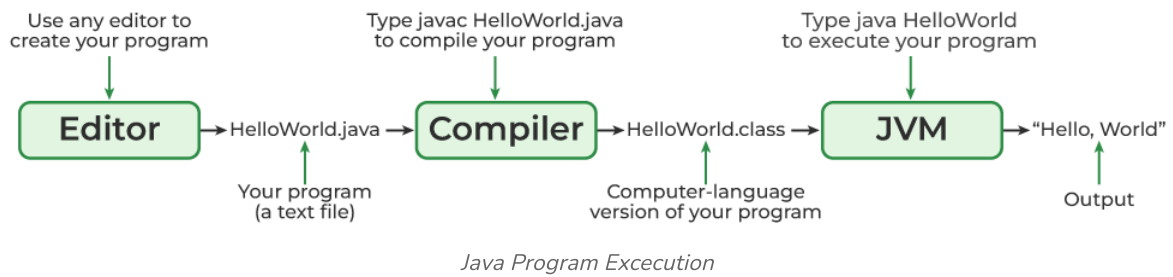 Use any editor to
create your program
Type javac HelloWorld.java
to compile your program
Type java HelloWorld
to execute your program
Editor
HelloWorld.java
Compiler
HelloWorld.class
JVM
“Hello, World”
Your program
(a text file)
Computer-language
version of your program
Output
Java Program Excecution